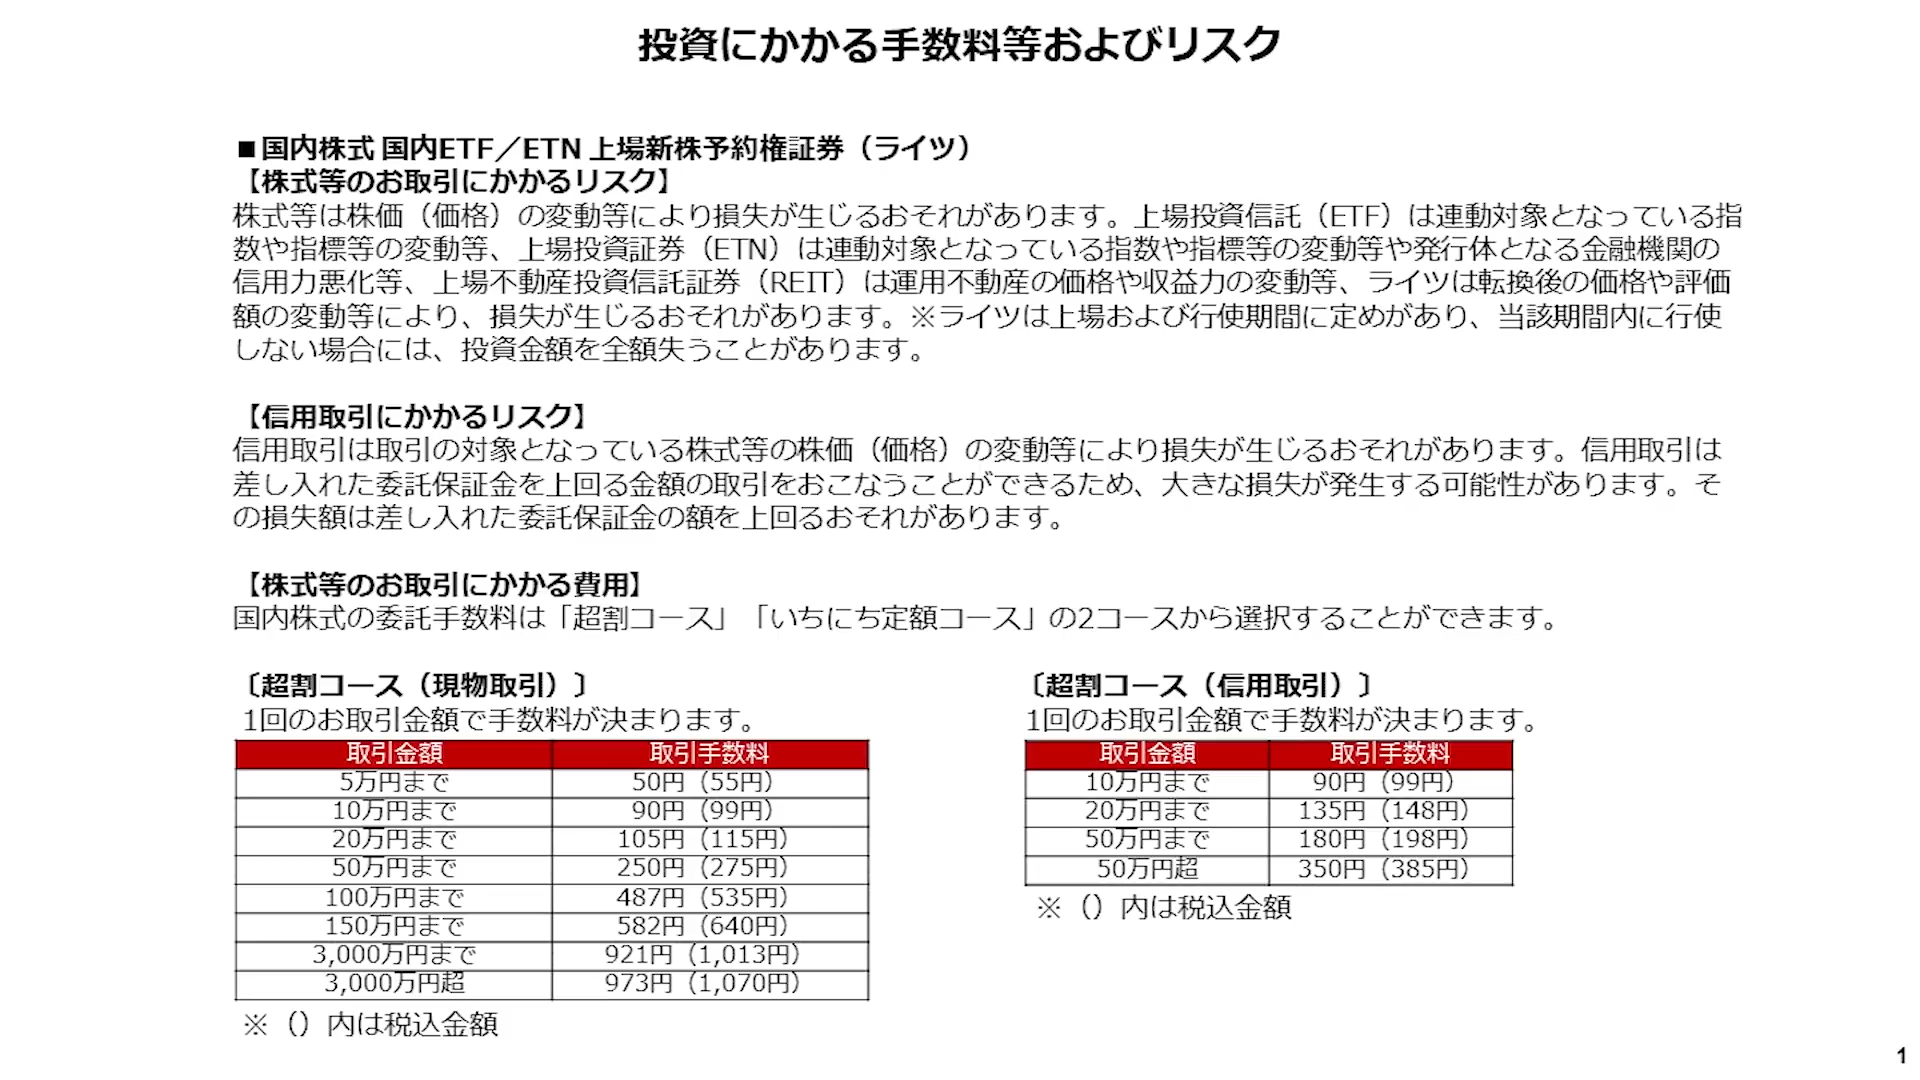 投資にかかる手数料等およびリスク
■国内株式 国内ETF／ETN 上場新株予約権証券（ライツ）
【株式等のお取引にかかるリスク】
株式等は株価（価格）の変動等により損失が生じるおそれがあります。上場投資信託（ETF）は連動対象となっている指
数や指標等の変動等、上場投資証券（ETN）は連動対象となっている指数や指標等の変動等や発行体となる金融機関の
信用力悪化等、上場不動産投資信託証券（REIT）は運用不動産の価格や収益力の変動等、ライツは転換後の価格や評価
額の変動等により、損失が生じるおそれがあります。※ライツは上場および行使期間に定めがあり、当該期間内に行使
しない場合には、投資金額を全額失うことがあります。
【信用取引にかかるリスク】
信用取引は取引の対象となっている株式等の株価（価格）の変動等により損失が生じるおそれがあります。信用取引は
差し入れた委託保証金を上回る金額の取引をおこなうことができるため、大きな損失が発生する可能性があります。そ
の損失額は差し入れた委託保証金の額を上回るおそれがあります。
【株式等のお取引にかかる費用】
国内株式の委託手数料は「超割コース」「いちにち定額コース」の2コースから選択することができます。
〔超割コース（現物取引）〕
1回のお取引金額で手数料が決まります。
取引金額 取引手数料
5万円まで 50円（55円）
10万円まで 90円（99円）
20万円まで 105円（115円）
50万円まで 250円（275円）
100万円まで 487円（535円）
150万円まで 582円（640円）
3,000万円まで 921円（1,013円）
3,000万円超 973円（1,070円）
※（）内は税込金額
〔超割コース（信用取引）〕
1回のお取引金額で手数料が決まります。
取引金額 取引手数料
10万円まで 90円（99円）
20万円まで 135円（148円）
50万円まで 180円（198円）
50万円超 350円（385円）
※（）内は税込金額
1